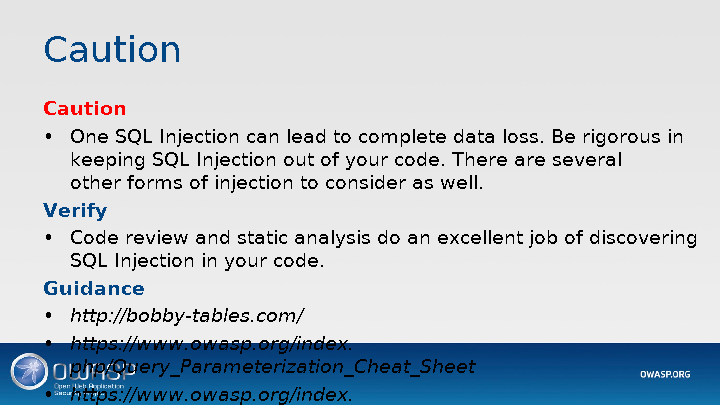 Caution
Caution
• One SQL Injection can lead to complete data loss. Be rigorous in
keeping SQL Injection out of your code. There are several
other forms of injection to consider as well.
Verify
• Code review and static analysis do an excellent job of discovering
SQL Injection in your code.
Guidance
• http://bobby-tables.com/
• https://www.owasp.org/index.
php/Query_Parameterization_Cheat_Sheet
• https://www.owasp.org/index.
OWASP
Open Web Application
OWASP.ORG